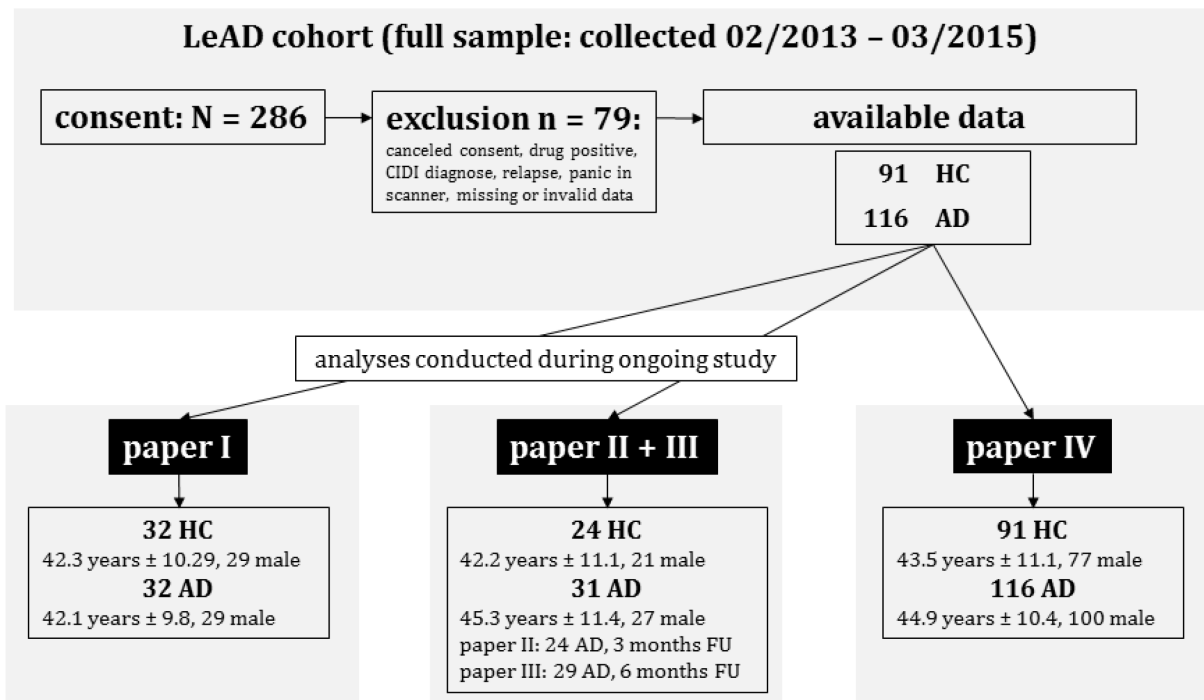 LeAD cohort (full sample: collected 02/2013 – 03/2015)
consent: N = 286
exclusion n = 79:
canceled consent, drug positive,
CIDI diagnose, relapse, panic in
scanner, missing or invalid data
available data
91 HC
116 AD
analyses conducted during ongoing study
paper I
32 HC
42.3 years ± 10.29, 29 male
32 AD
42.1 years ± 9.8, 29 male
paper II + III
24 HC
42.2 years ± 11.1, 21 male
31 AD
45.3 years ± 11.4, 27 male
paper II: 24 AD, 3 months FU
paper III: 29 AD, 6 months FU
paper IV
91 HC
43.5 years ± 11.1, 77 male
116 AD
44.9 years ± 10.4, 100 male